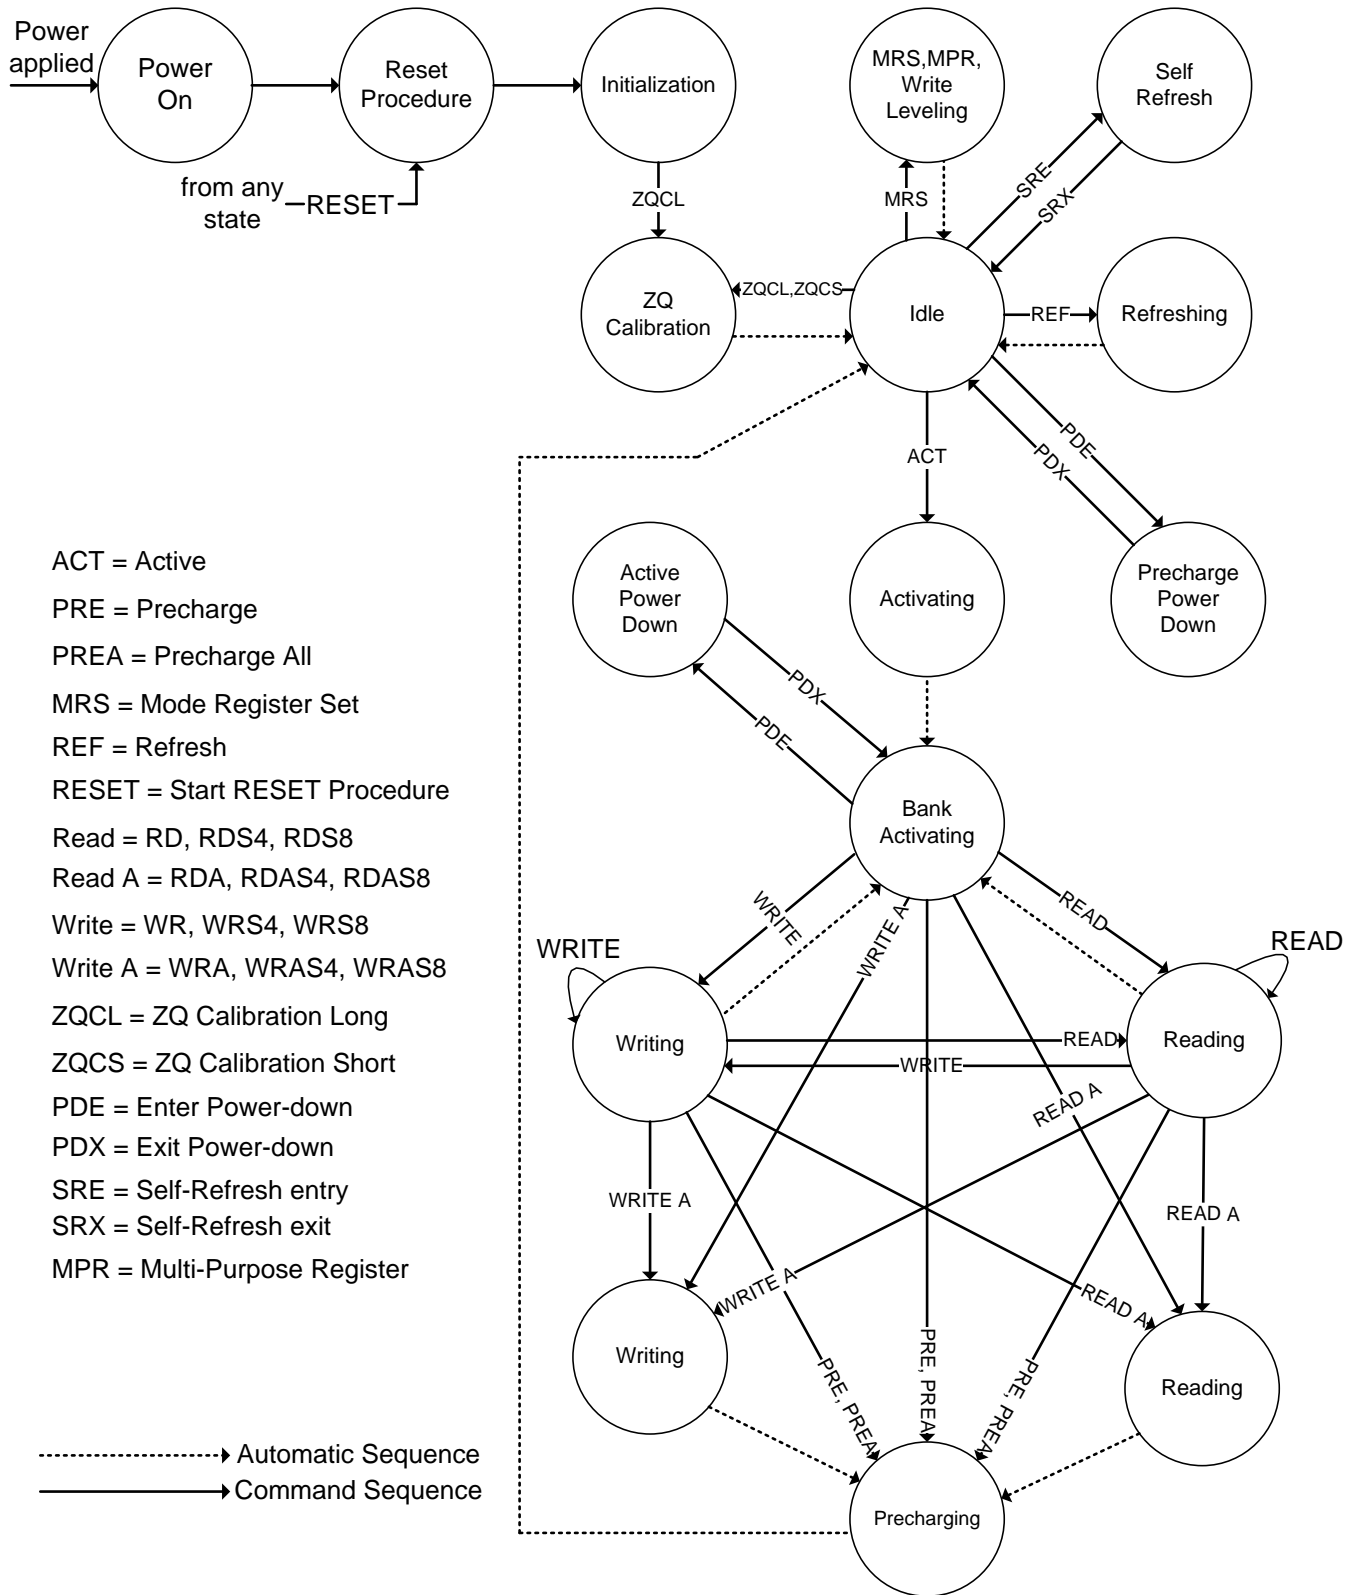 Power
applied
Power
On
Reset
Procedure
Initialization
MRS,MPR,
Write
Leveling
Self
Refresh
from any
state
RESET
ZQCL
MRS
SRE
SRX
ZQ
Calibration
ZQCL,ZQCS
Idle
REF
Refreshing
ACT
PDE
PDX
Active
Power
Down
Activating
Precharge
Power
Down
PDX
PDE
Bank
Activating
WRITE
WRITE A
READ
WRITE
READ
Writing
READ
WRITE
Reading
READ A
WRITE A
READ A
WRITE A
READ A
Writing
PRE, PREA
PRE, PREA
PRE, PREA
Reading
Precharging
ACT = Active
PRE = Precharge
PREA = Precharge All
MRS = Mode Register Set
REF = Refresh
RESET = Start RESET Procedure
Read = RD, RDS4, RDS8
Read A = RDA, RDAS4, RDAS8
Write = WR, WRS4, WRS8
Write A = WRA, WRAS4, WRAS8
ZQCL = ZQ Calibration Long
ZQCS = ZQ Calibration Short
PDE = Enter Power-down
PDX = Exit Power-down
SRE = Self-Refresh entry
SRX = Self-Refresh exit
MPR = Multi-Purpose Register
Automatic Sequence
Command Sequence